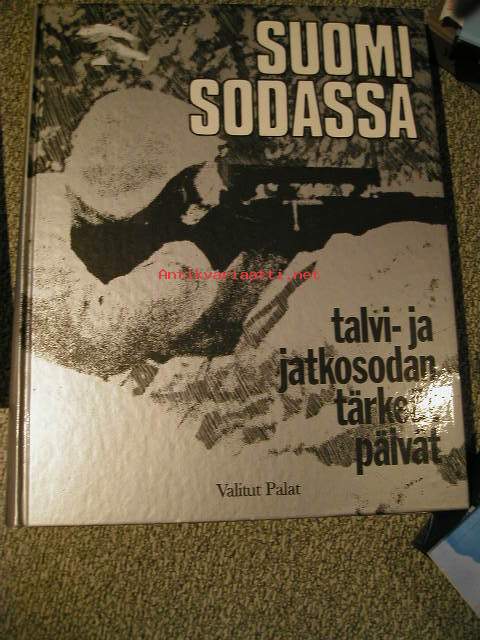 SUOMI
SODASSA
Antikvariaatti.net
talvi- ja
jatkosodan
päivät
Valitut Palat